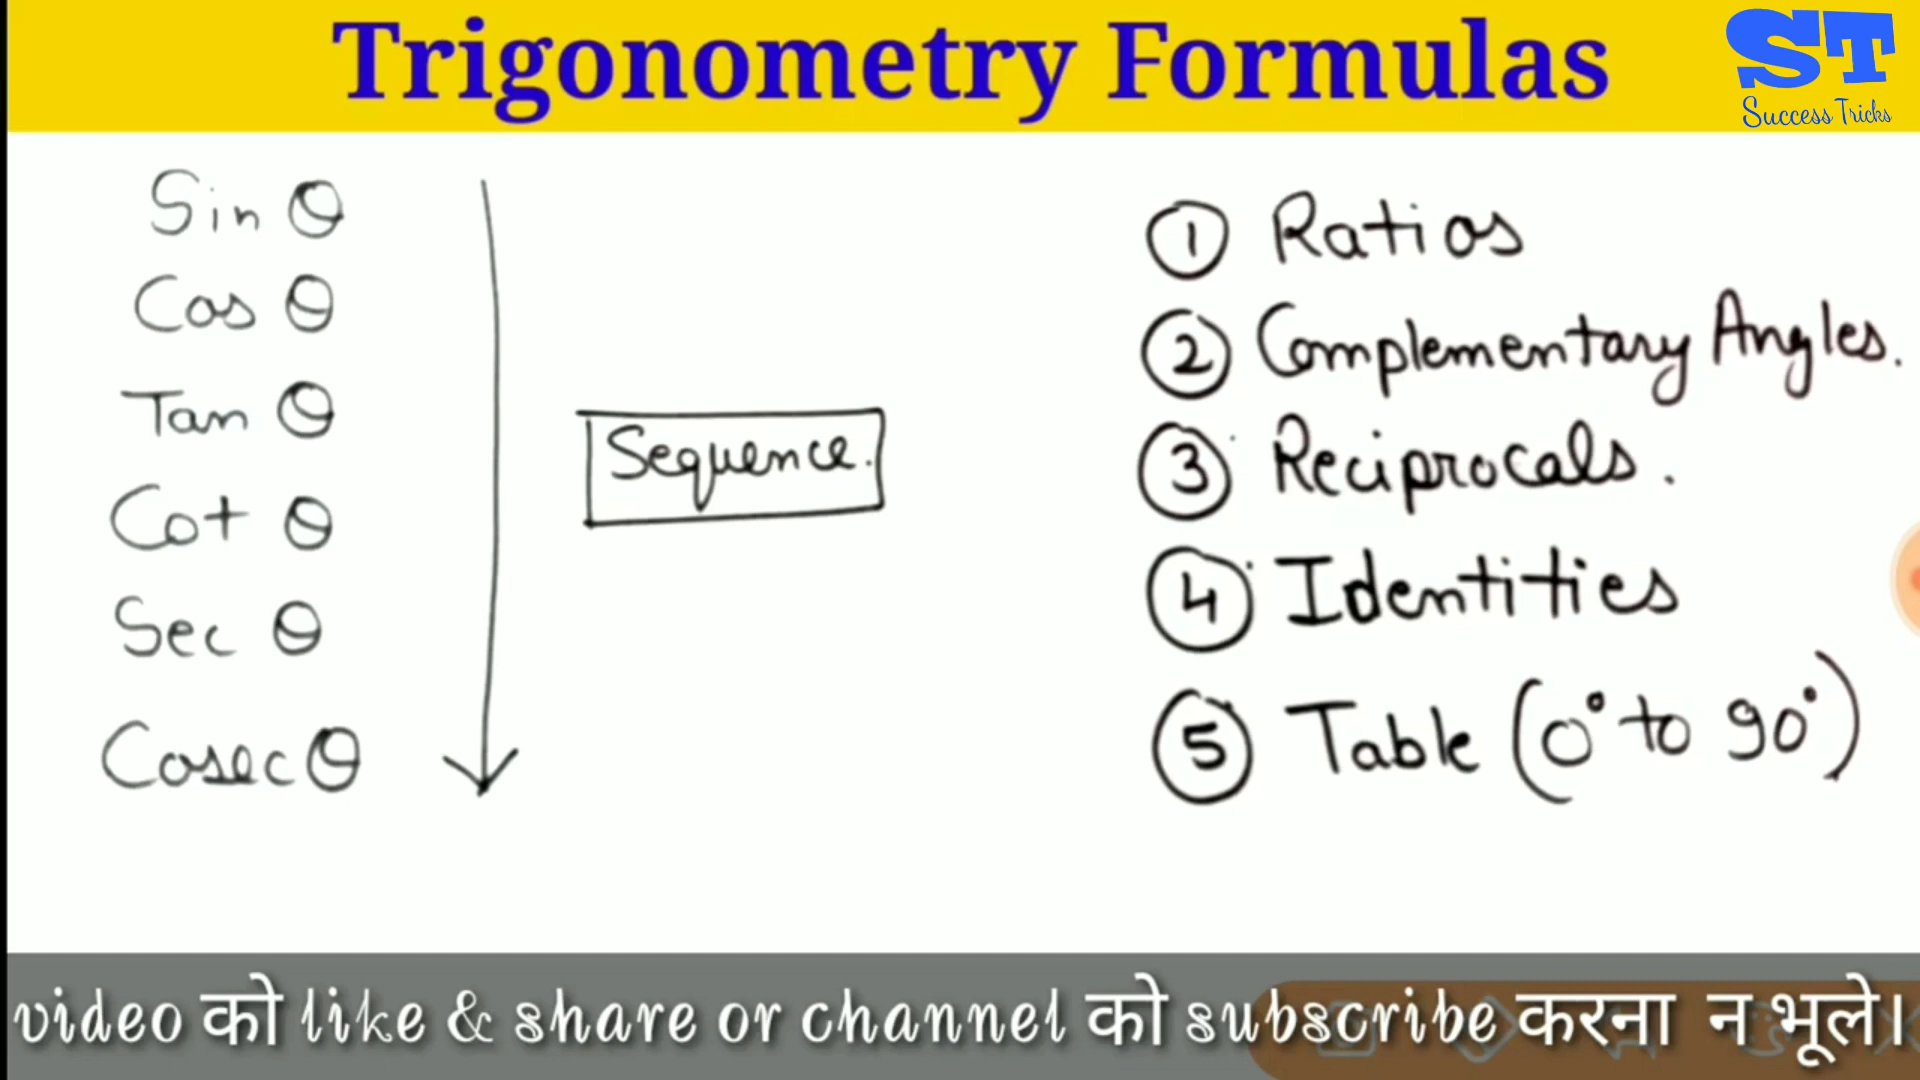 Trigonometry Formulas
ST
Success Tricks
Sin θ
Cos θ
Tan θ
Cot θ
Sec θ
Cosec θ
Sequence.
① Ratios
② Complementary Angles.
③ Reciprocals.
④ Identities
⑤ Table (0° to 90°)
video को like & share or channel को subscribe करना न भूले।